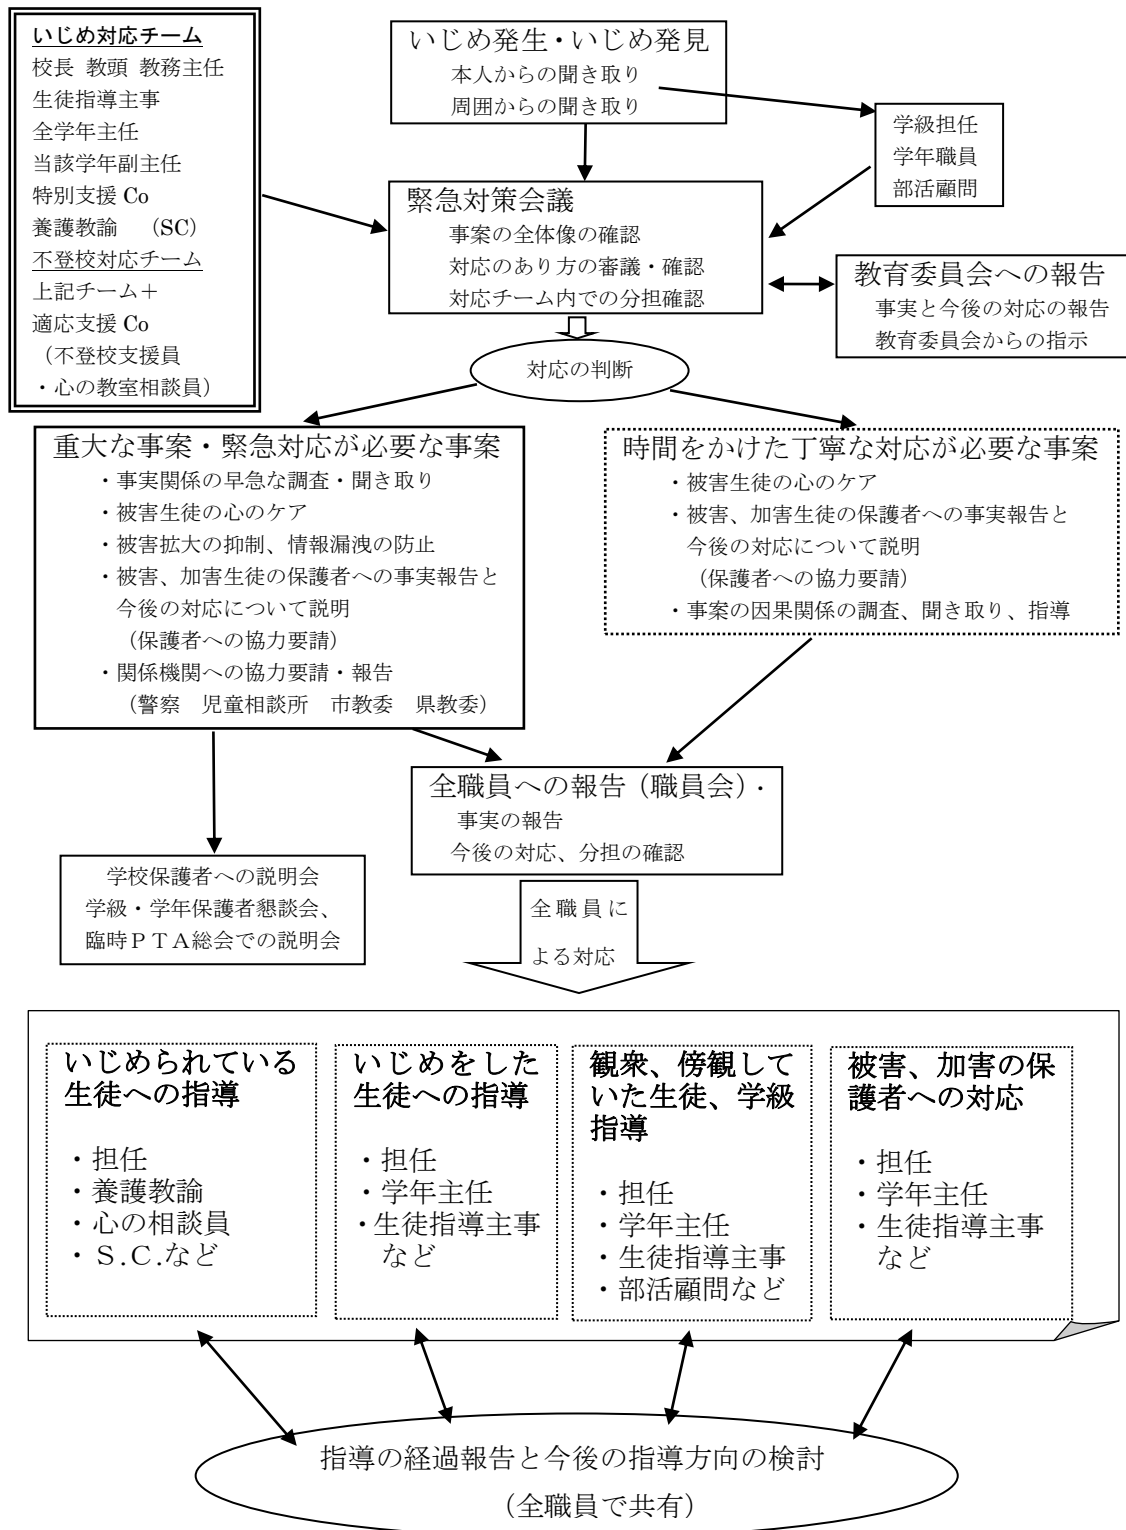 いじめ対応チーム
校長 教頭 教務主任
生徒指導主事
全学年主任
当該学年副主任
特別支援 Co
養護教諭 （SC）
不登校対応チーム
上記チーム＋
適応支援 Co
（不登校支援員
・心の教室相談員）
いじめ発生・いじめ発見
本人からの聞き取り
周囲からの聞き取り
学級担任
学年職員
部活顧問
緊急対策会議
事案の全体像の確認
対応のあり方の審議・確認
対応チーム内での分担確認
教育委員会への報告
事実と今後の対応の報告
教育委員会からの指示
対応の判断
重大な事案・緊急対応が必要な事案
・事実関係の早急な調査・聞き取り
・被害生徒の心のケア
・被害拡大の抑制、情報漏洩の防止
・被害、加害生徒の保護者への事実報告と
今後の対応について説明
（保護者への協力要請）
・関係機関への協力要請・報告
（警察 児童相談所 市教委 県教委）
時間をかけた丁寧な対応が必要な事案
・被害生徒の心のケア
・被害、加害生徒の保護者への事実報告と
今後の対応について説明
（保護者への協力要請）
・事案の因果関係の調査、聞き取り、指導
全職員への報告（職員会）・
事実の報告
今後の対応、分担の確認
学校保護者への説明会
学級・学年保護者懇談会、
臨時ＰＴＡ総会での説明会
全職員に
よる対応
いじめられている
生徒への指導
・担任
・養護教諭
・心の相談員
・Ｓ.Ｃ.など
いじめをした
生徒への指導
・担任
・学年主任
・生徒指導主事
など
観衆、傍観して
いた生徒、学級
指導
・担任
・学年主任
・生徒指導主事
・部活顧問など
被害、加害の保
護者への対応
・担任
・学年主任
・生徒指導主事
など
指導の経過報告と今後の指導方向の検討
（全職員で共有）